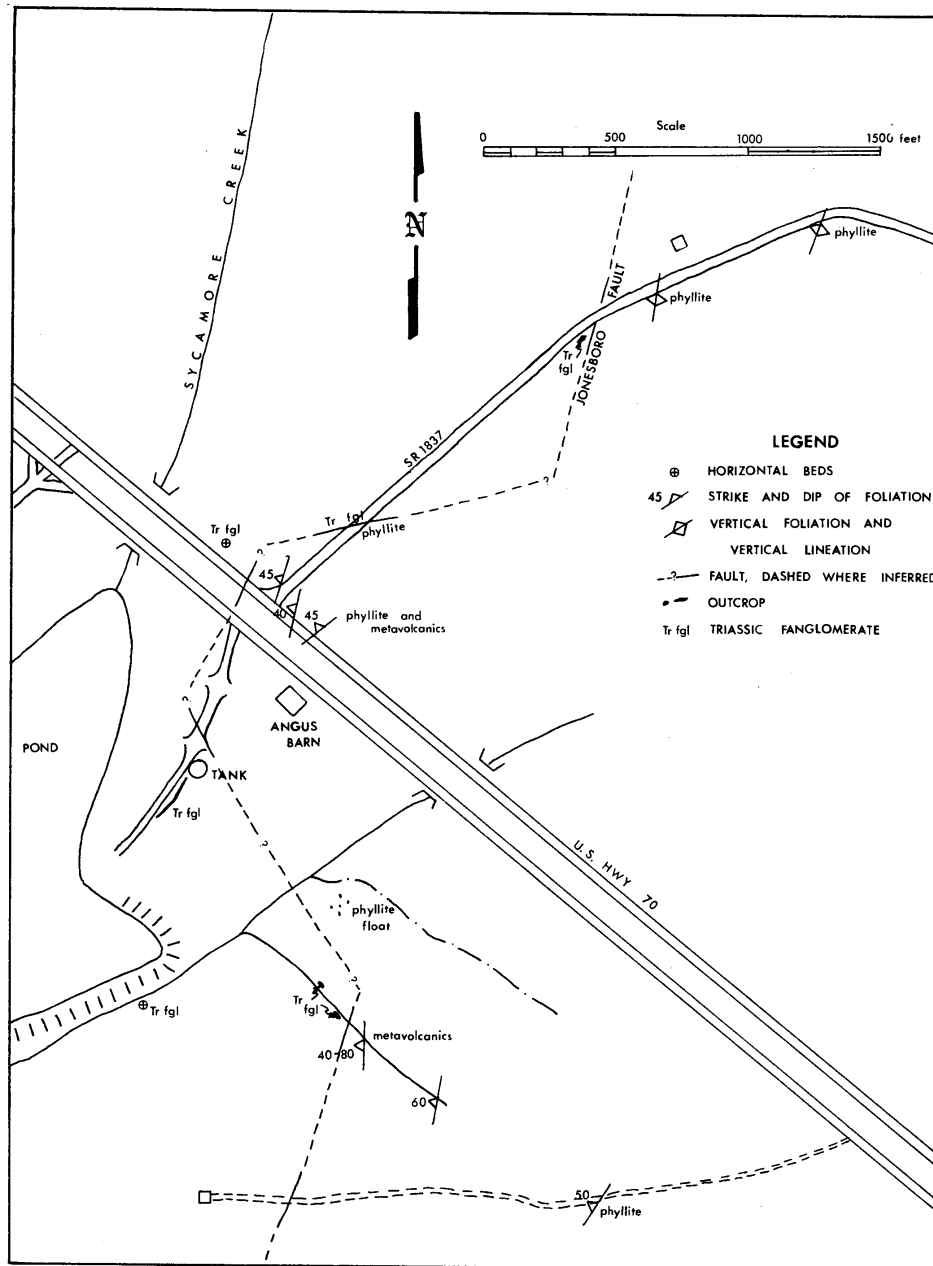 SYCAMORE CREEK
Scale
0 500 1000 1500 feet
N
phyllite
phyllite
FAULT
JONESBORO
Tr
fgl
SR 1837
LEGEND
HORIZONTAL BEDS
45 STRIKE AND DIP OF FOLIATION
VERTICAL FOLIATION AND
VERTICAL LINEATION
-?- FAULT, DASHED WHERE INFERRED
OUTCROP
Tr fgl TRIASSIC FANGLOMERATE
?
Tr fgl
phyllite
Tr fgl
?
45
40
45
phyllite and
metavolcanics
?
ANGUS
BARN
POND
TANK
Tr fgl
U.S. HWY 70
?
phyllite
float
?
Tr
fgl
Tr fgl
metavolcanics
40-80
60
50
phyllite